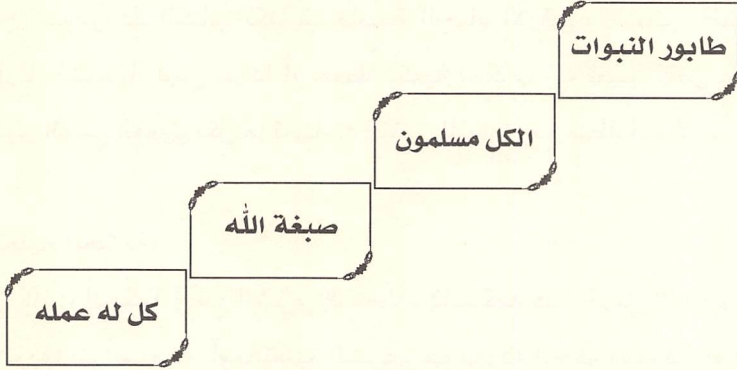 طابور النبوات
الكل مسلمون
صبغة الله
كل له عمله